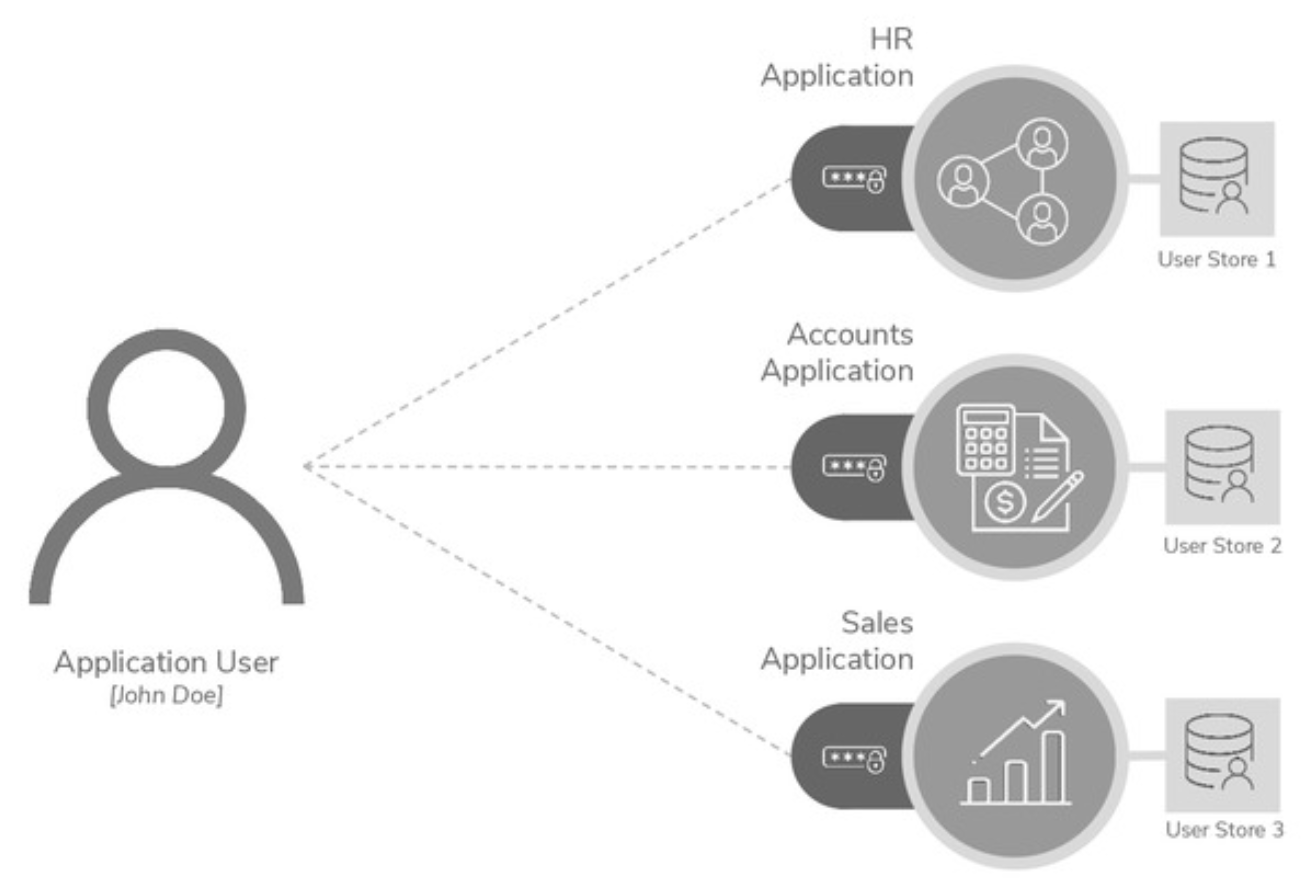 HR
Application
User Store 1
Accounts
Application
User Store 2
Application User
[John Doe]
Sales
Application
User Store 3